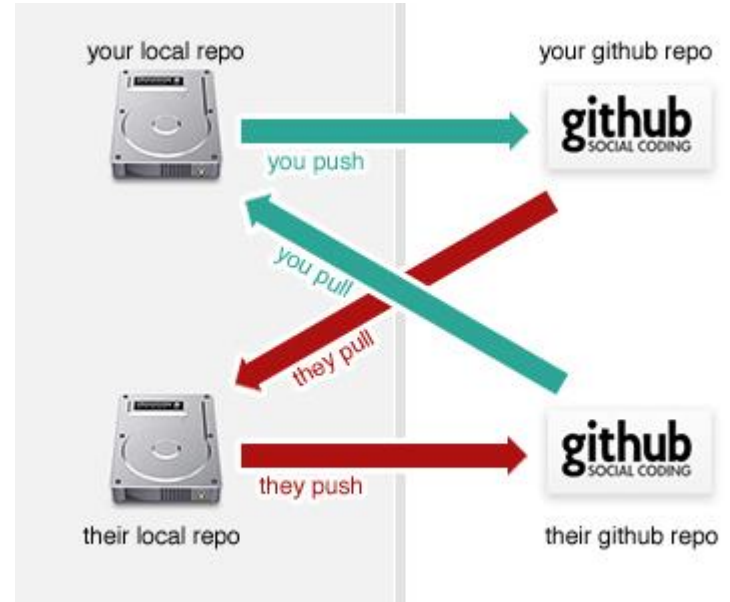 your local repo
your github repo
github
SOCIAL CODING
you push
you pull
they pull
github
SOCIAL CODING
they push
their local repo
their github repo